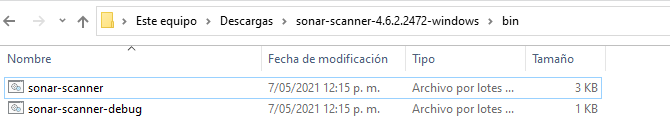 Este equipo > Descargas > sonar-scanner-4.6.2.2472-windows > bin
Nombre Fecha de modificación Tipo Tamaño
sonar-scanner 7/05/2021 12:15 p. m. Archivo por lotes ... 3 KB
sonar-scanner-debug 7/05/2021 12:15 p. m. Archivo por lotes ... 1 KB